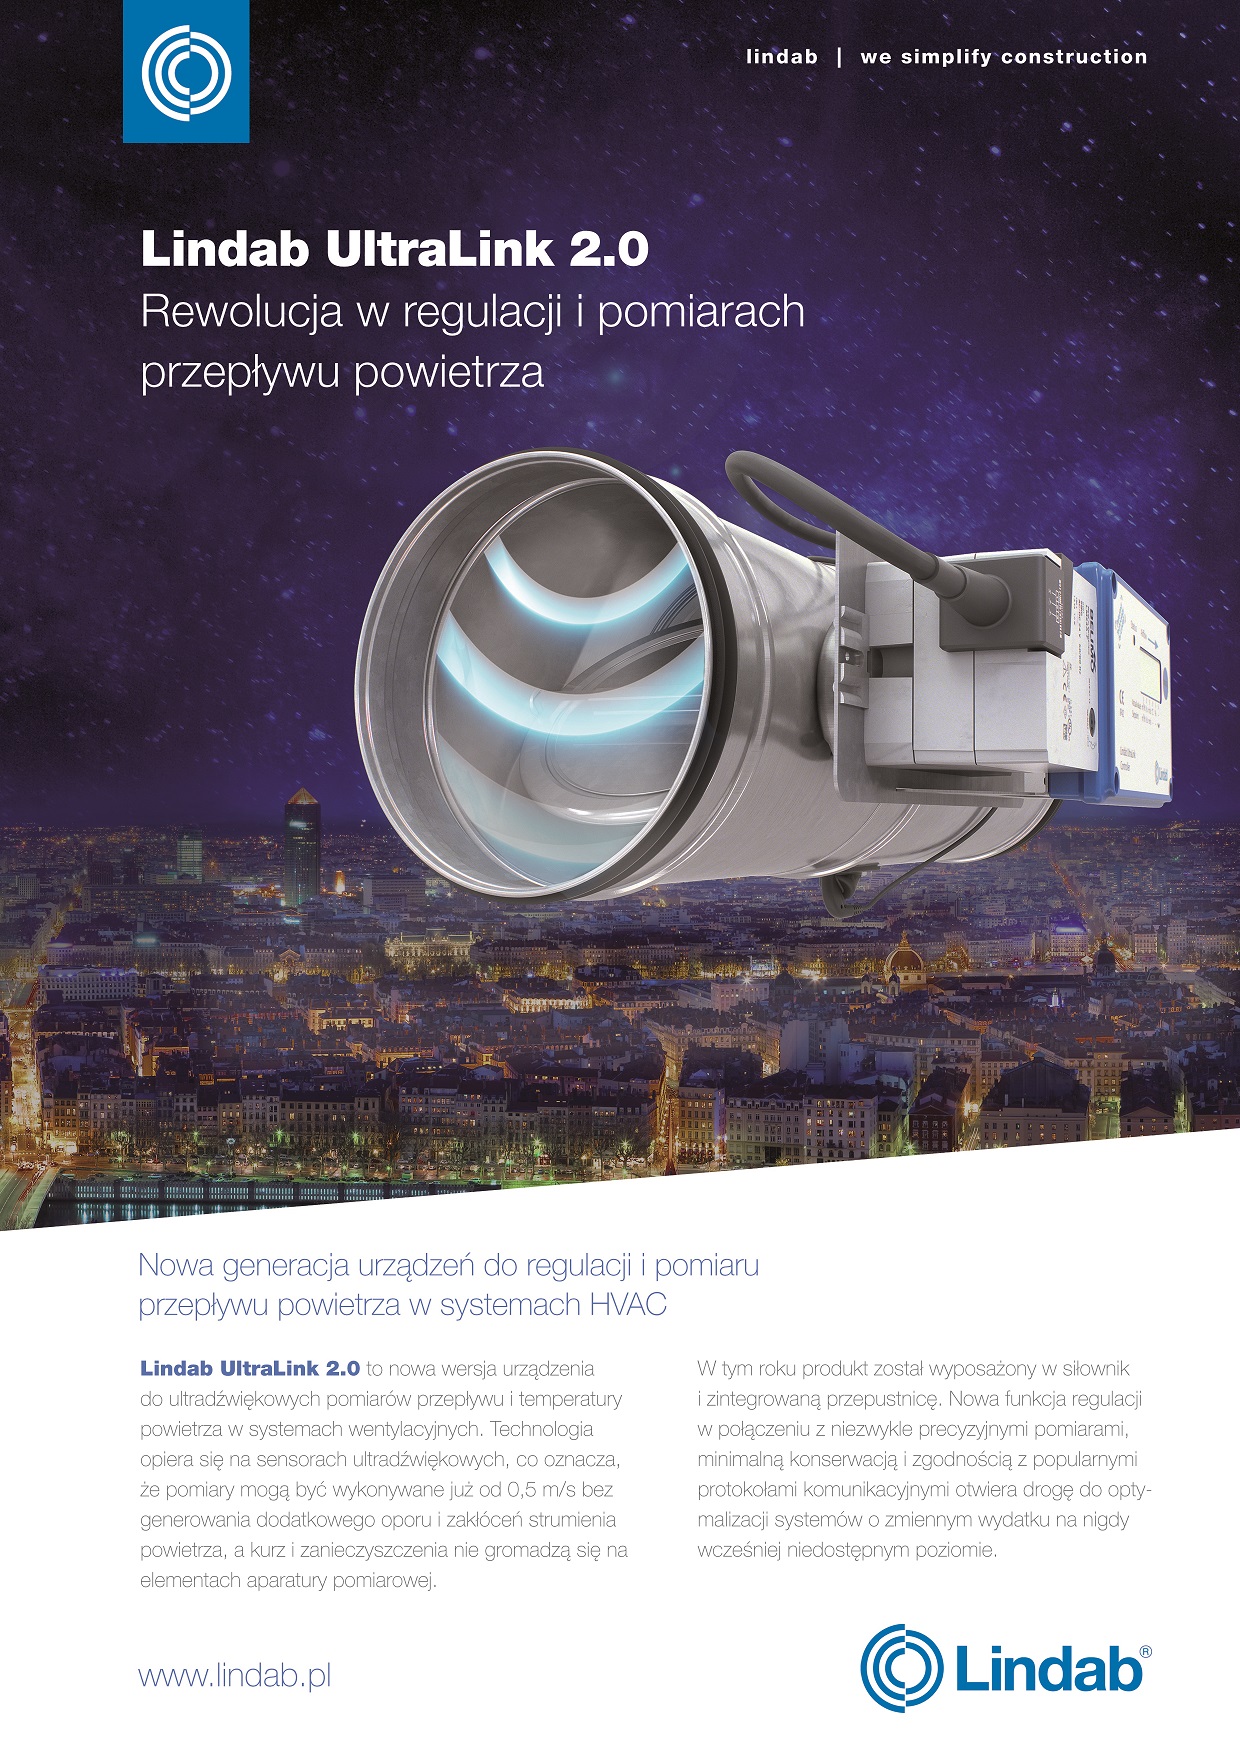 lindab | we simplify construction
Lindab UltraLink 2.0
Rewolucja w regulacji i pomiarach
przepływu powietrza
BELIMO
Lindab UltraLink
Controller
Lindab
Nowa generacja urządzeń do regulacji i pomiaru
przepływu powietrza w systemach HVAC
Lindab UltraLink 2.0 to nowa wersja urządzenia
do ultradźwiękowych pomiarów przepływu i temperatury
powietrza w systemach wentylacyjnych. Technologia
opiera się na sensorach ultradźwiękowych, co oznacza,
że pomiary mogą być wykonywane już od 0,5 m/s bez
generowania dodatkowego oporu i zakłóceń strumienia
powietrza, a kurz i zanieczyszczenia nie gromadzą się na
elementach aparatury pomiarowej.
W tym roku produkt został wyposażony w siłownik
i zintegrowaną przepustnicę. Nowa funkcja regulacji
w połączeniu z niezwykle precyzyjnymi pomiarami,
minimalną konserwacją i zgodnością z popularnymi
protokołami komunikacyjnymi otwiera drogę do opty-
malizacji systemów o zmiennym wydatku na nigdy
wcześniej niedostępnym poziomie.
www.lindab.pl
Lindab®